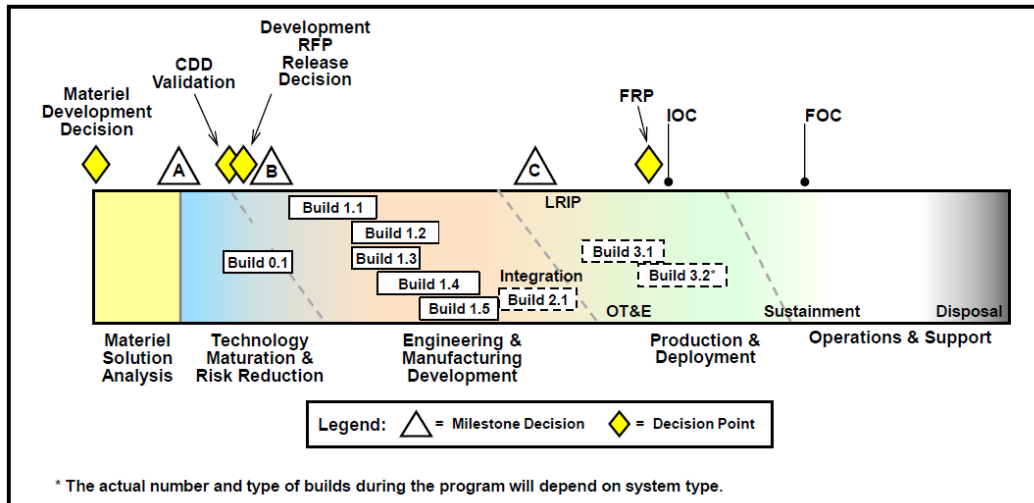 Development
RFP
Release
Decision
CDD
Validation
Materiel
Development
Decision
FRP
IOC
FOC
A
B
C
LRIP
Build 1.1
Build 1.2
Build 0.1
Build 1.3
Build 3.1
Build 3.2*
Integration
Build 1.4
Build 2.1
Build 1.5
OT&E
Sustainment
Disposal
Materiel
Solution
Analysis
Technology
Maturation &
Risk Reduction
Engineering &
Manufacturing
Development
Production &
Deployment
Operations & Support
Legend: = Milestone Decision = Decision Point
* The actual number and type of builds during the program will depend on system type.